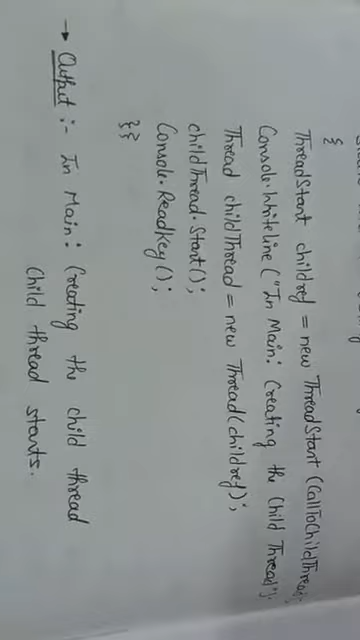 {
ThreadStart childref = new ThreadStart (CallToChildThread);
Console.WriteLine ("In Main: Creating the Child Thread");
Thread childThread = new Thread(childref);
childThread.Start();
Console.ReadKey();
}}
→ Output :- In Main: Creating the child thread
Child thread starts.